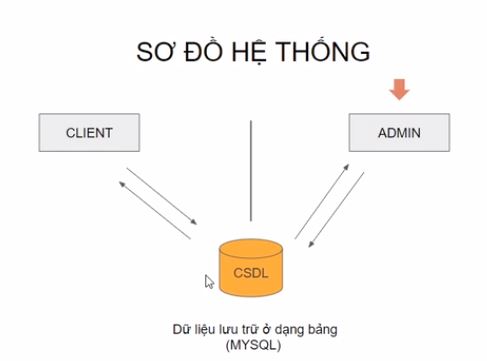 SƠ ĐỒ HỆ THỐNG
CLIENT
ADMIN
CSDL
Dữ liệu lưu trữ ở dạng bảng
(MYSQL)